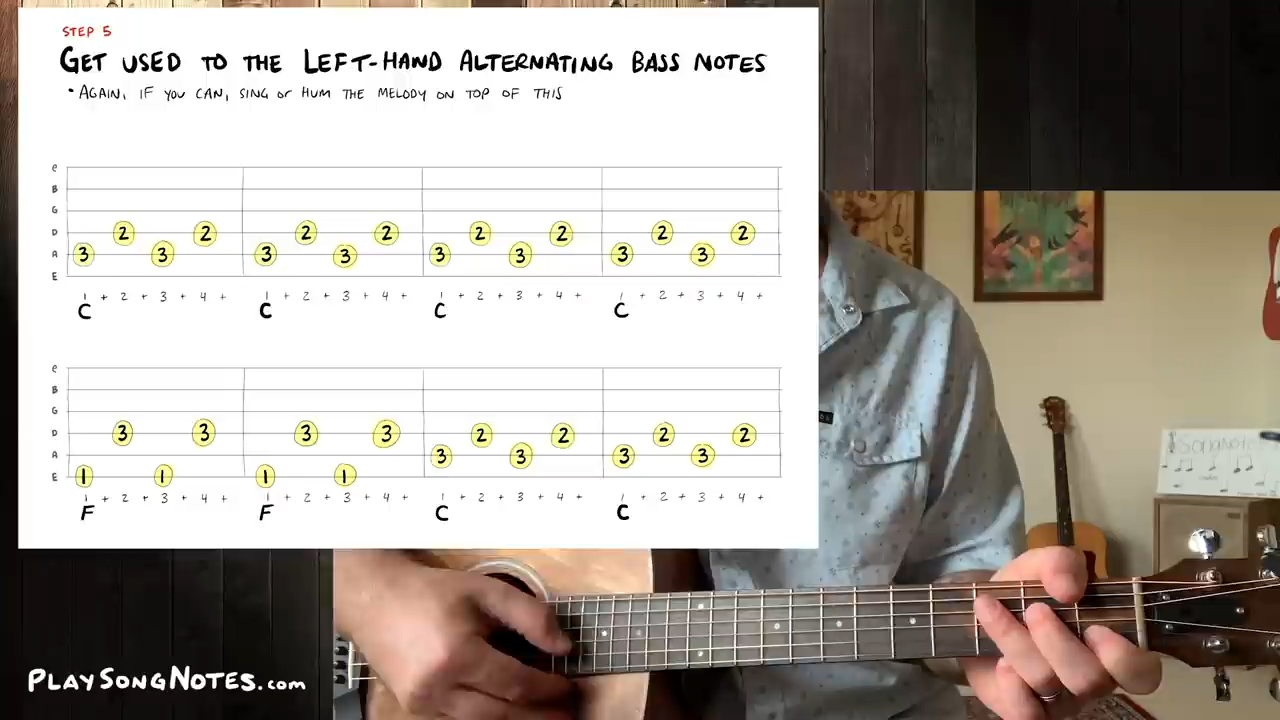 STEP 5
GET USED TO THE LEFT-HAND ALTERNATING BASS NOTES
• AGAIN, IF YOU CAN, SING or HUM THE MELODY ON TOP OF THIS
e
B
G
D 2 2 2 2 2 2 2 2
A 3 3 3 3 3 3 3 3
E
1 + 2 + 3 + 4 + 1 + 2 + 3 + 4 + 1 + 2 + 3 + 4 + 1 + 2 + 3 + 4 +
C C C C
e
B
G
D 3 3 3 3 2 2 2 2
A 3 3 3 3
E 1 1 1 1
1 + 2 + 3 + 4 + 1 + 2 + 3 + 4 + 1 + 2 + 3 + 4 + 1 + 2 + 3 + 4 +
F F C C
SongNotes
PLAYSONGNOTES.com